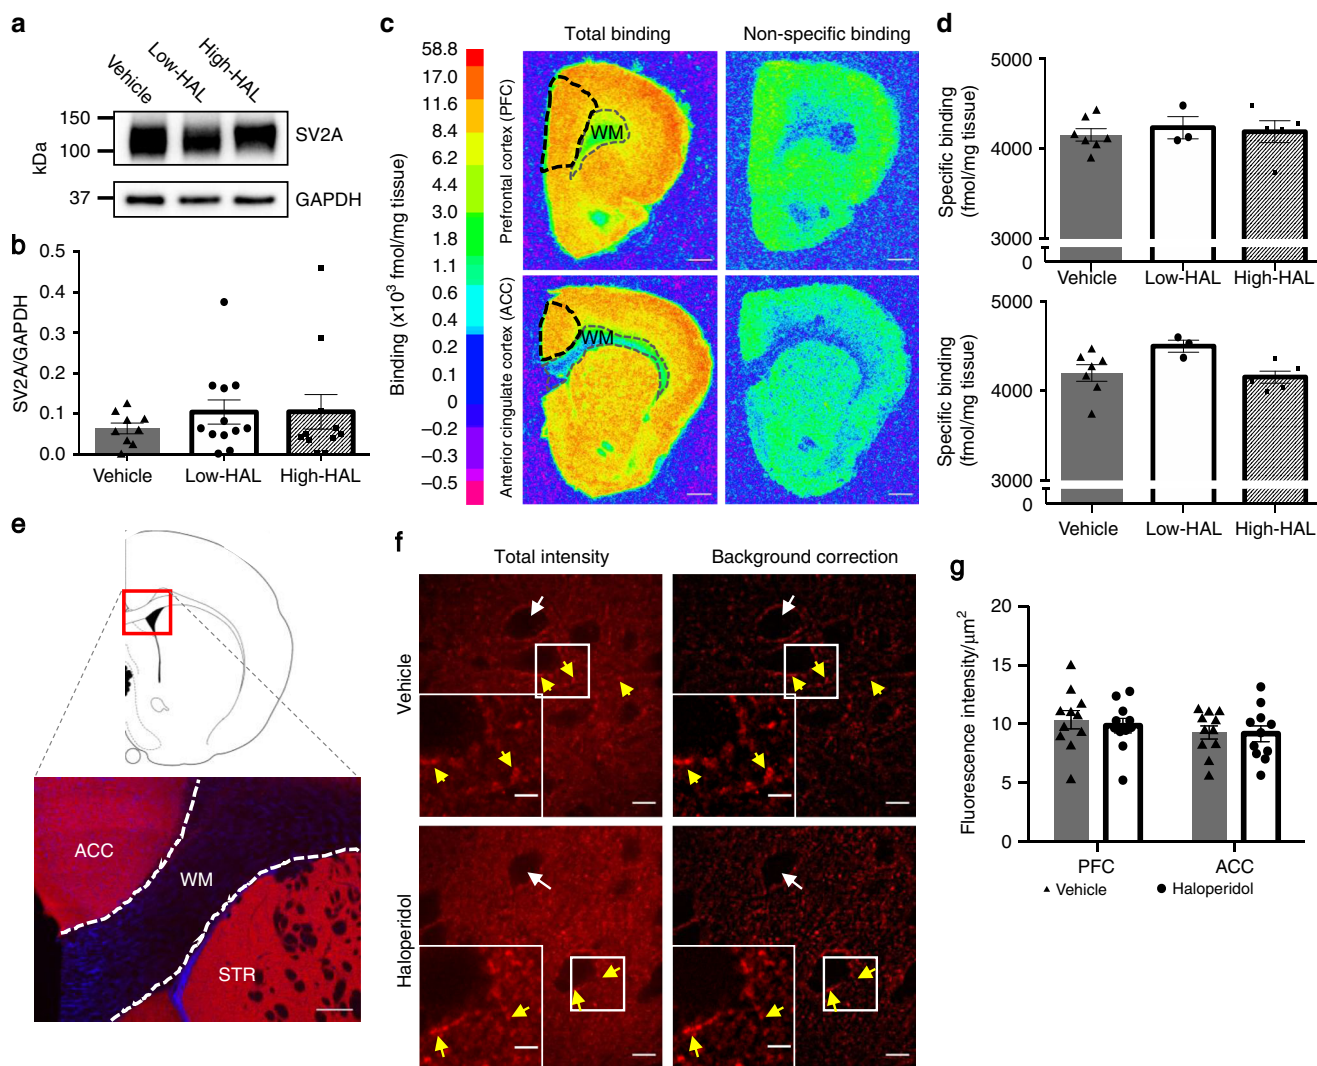 a
Vehicle
Low-HAL
High-HAL
kDa
150
100
37
SV2A
GAPDH
b
SV2A/GAPDH
0.5
0.4
0.3
0.2
0.1
0.0
Vehicle
Low-HAL
High-HAL
c
Total binding
Non-specific binding
Binding (x10³ fmol/mg tissue)
58.8
17.0
11.6
8.4
6.2
4.4
3.0
1.8
1.1
0.6
0.4
0.2
0.1
0
−0.2
−0.3
−0.5
Prefrontal cortex (PFC)
WM
Anterior cingulate cortex (ACC)
WM
d
Specific binding
(fmol/mg tissue)
5000
4000
3000
0
Vehicle
Low-HAL
High-HAL
Specific binding
(fmol/mg tissue)
5000
4000
3000
0
Vehicle
Low-HAL
High-HAL
e
ACC
WM
STR
f
Total intensity
Background correction
Vehicle
Haloperidol
g
Fluorescence intensity/µm²
20
15
10
5
0
PFC
ACC
Vehicle
Haloperidol